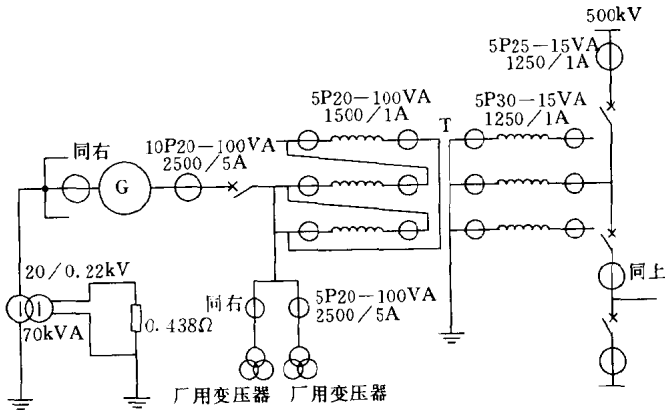 500kV
5P25-15VA
1250/1A
5P20-100VA
1500/1A
T
5P30-15VA
1250/1A
同右
10P20-100VA
2500/5A
G
20/0.22kV
70kVA
0.438Ω
同右
5P20-100VA
2500/5A
同上
厂用变压器
厂用变压器